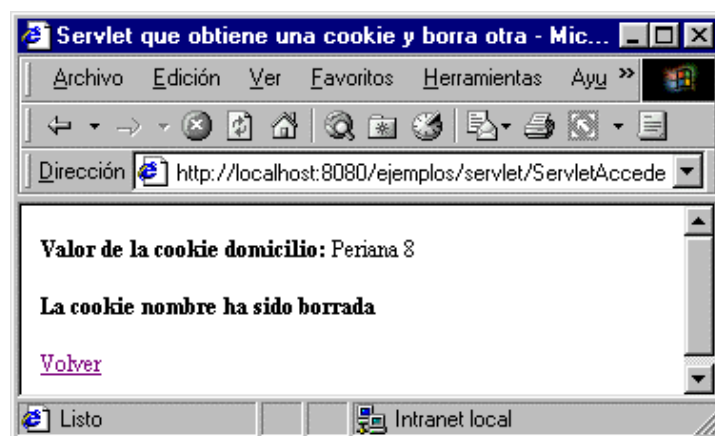 Servlet que obtiene una cookie y borra otra - Mic...
Archivo Edición Ver Favoritos Herramientas Ayu »
Dirección http://localhost:8080/ejemplos/servlet/ServletAccede
Valor de la cookie domicilio: Periana 8
La cookie nombre ha sido borrada
Volver
Listo Intranet local